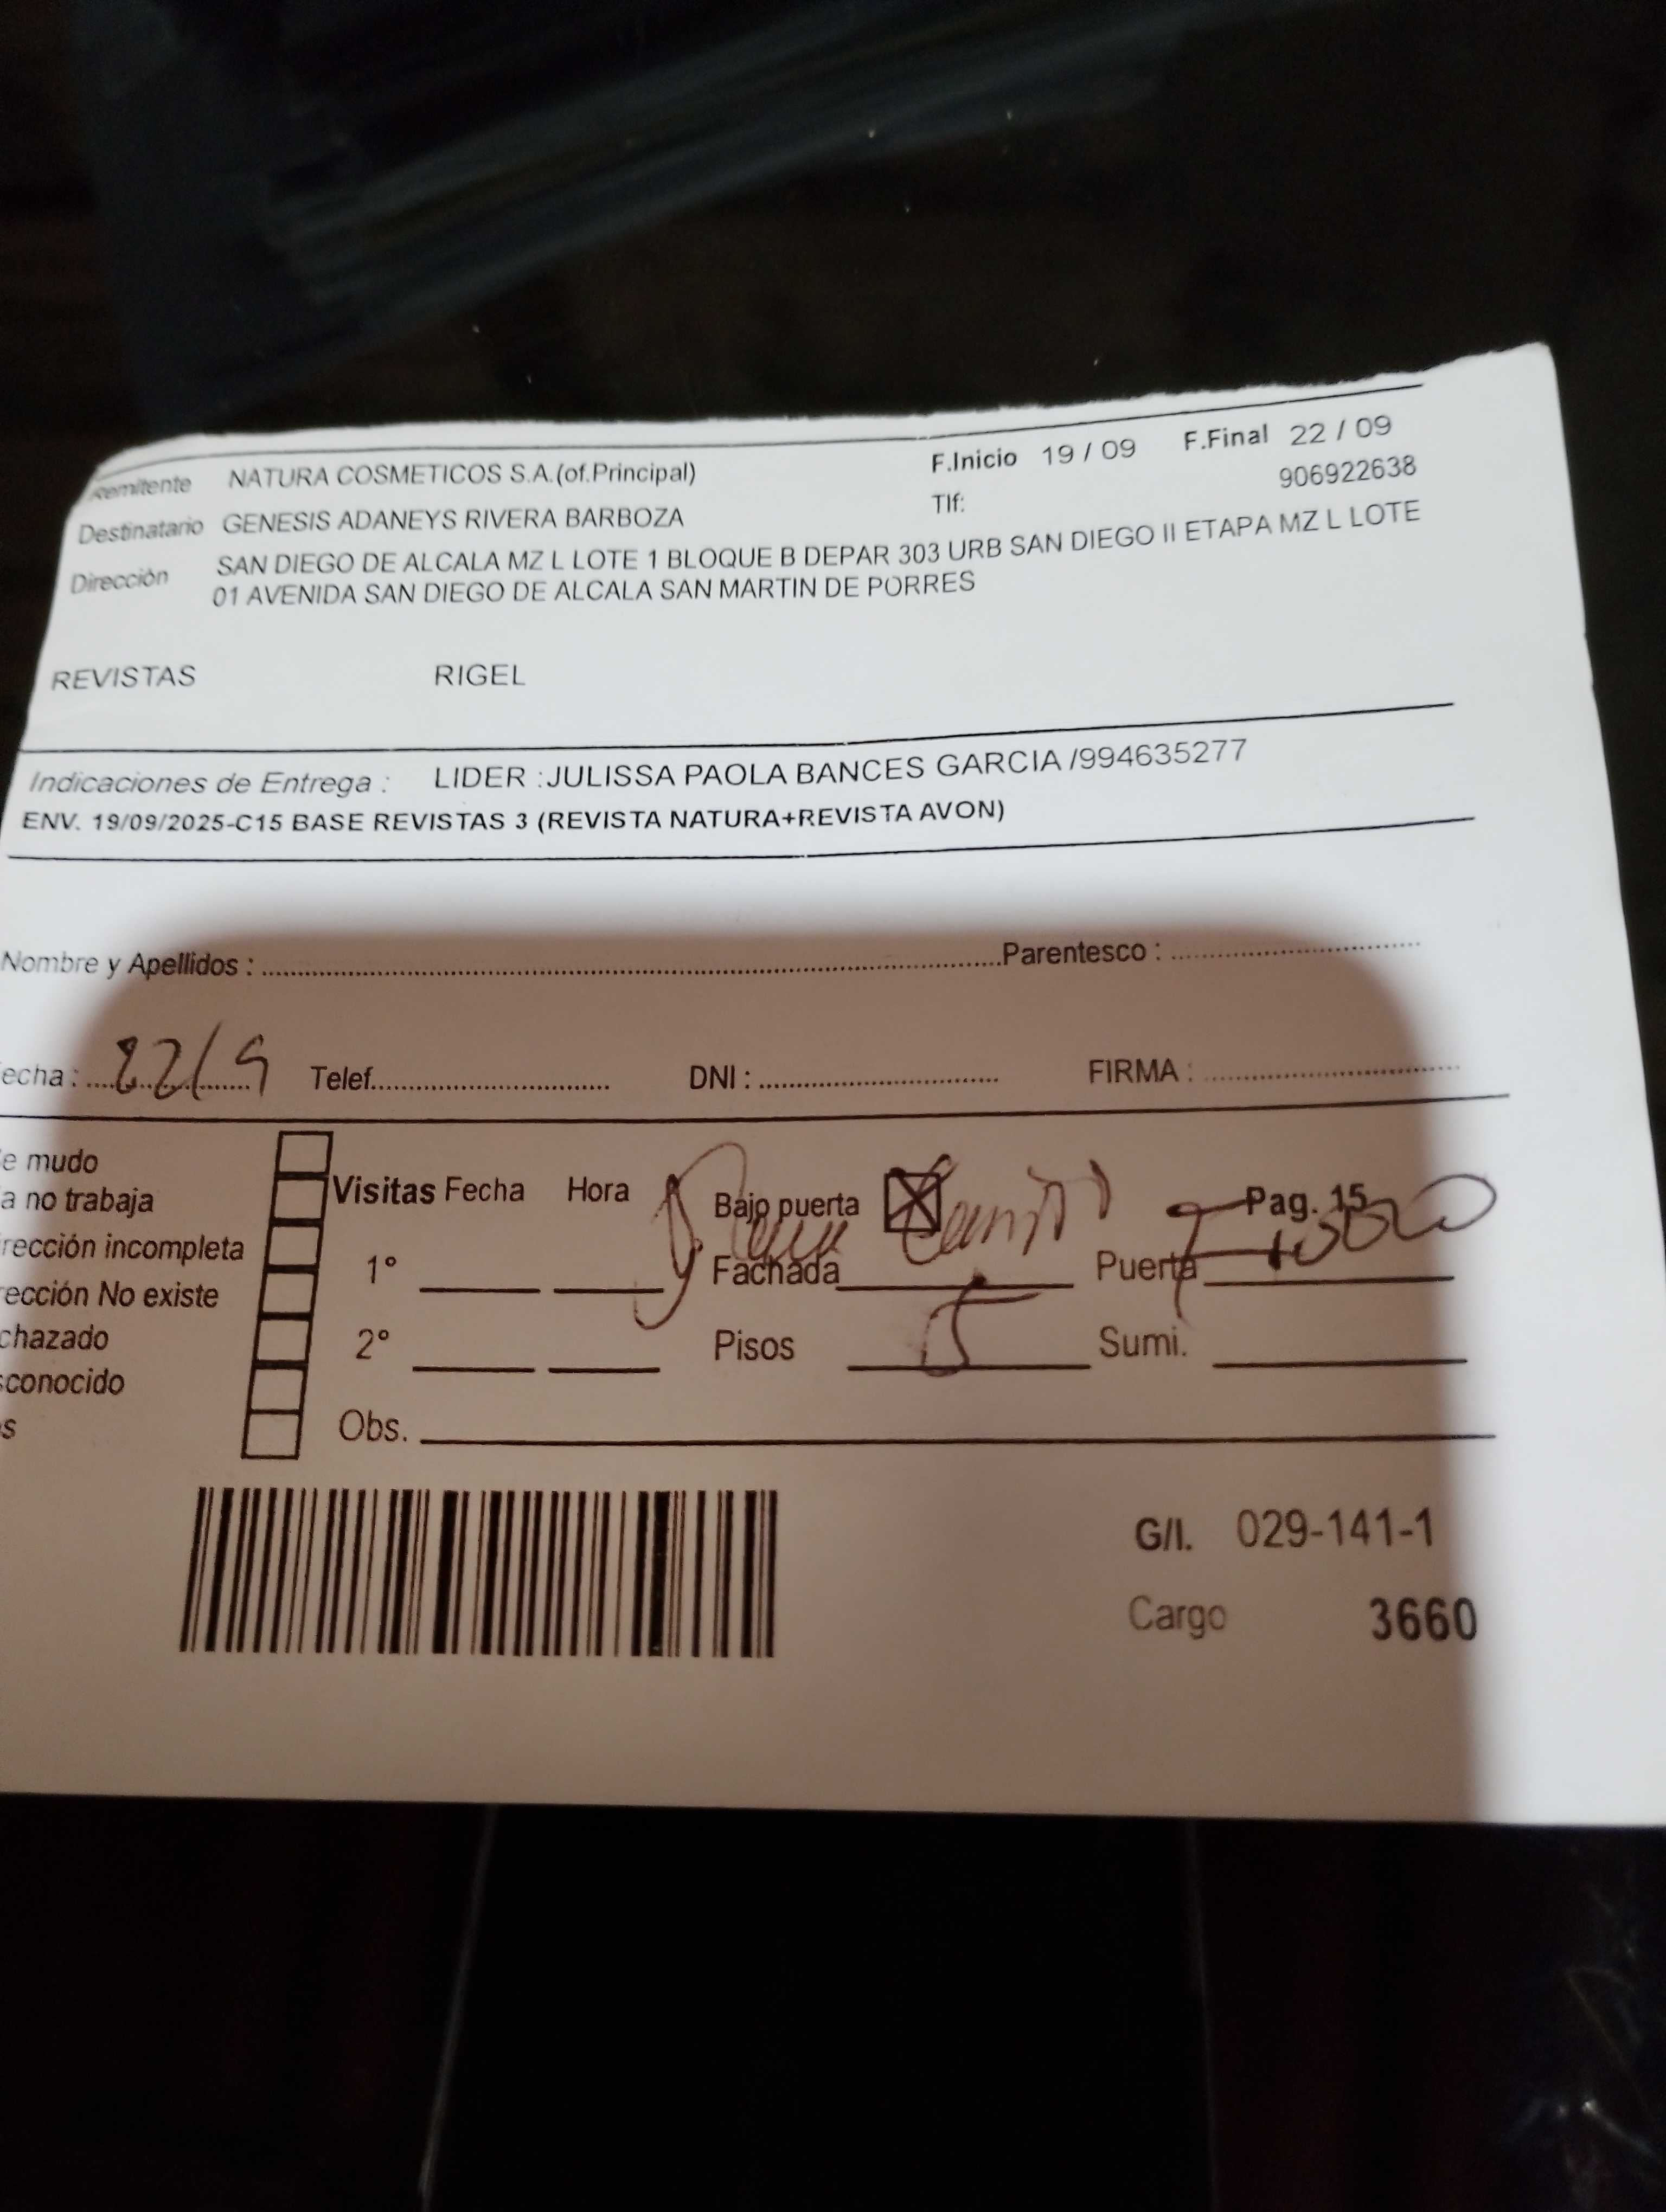 Remitente NATURA COSMETICOS S.A.(of.Principal) F.Inicio 19 / 09 F.Final 22 / 09
Destinatario GENESIS ADANEYS RIVERA BARBOZA Tlf: 906922638
Dirección SAN DIEGO DE ALCALA MZ L LOTE 1 BLOQUE B DEPAR 303 URB SAN DIEGO II ETAPA MZ L LOTE
01 AVENIDA SAN DIEGO DE ALCALA SAN MARTIN DE PORRES
REVISTAS RIGEL
Indicaciones de Entrega : LIDER :JULISSA PAOLA BANCES GARCIA /994635277
ENV. 19/09/2025-C15 BASE REVISTAS 3 (REVISTA NATURA+REVISTA AVON)
Nombre y Apellidos : Parentesco :
echa : 22/9 Telef. DNI : FIRMA :
e mudo
a no trabaja
Visitas Fecha Hora Bajo puerta Pag. 15
rección incompleta
1° Fachada Puerta
rección No existe
chazado
2° Pisos 5 Sumi.
sconocido
s
Obs.
G/I. 029-141-1
Cargo 3660